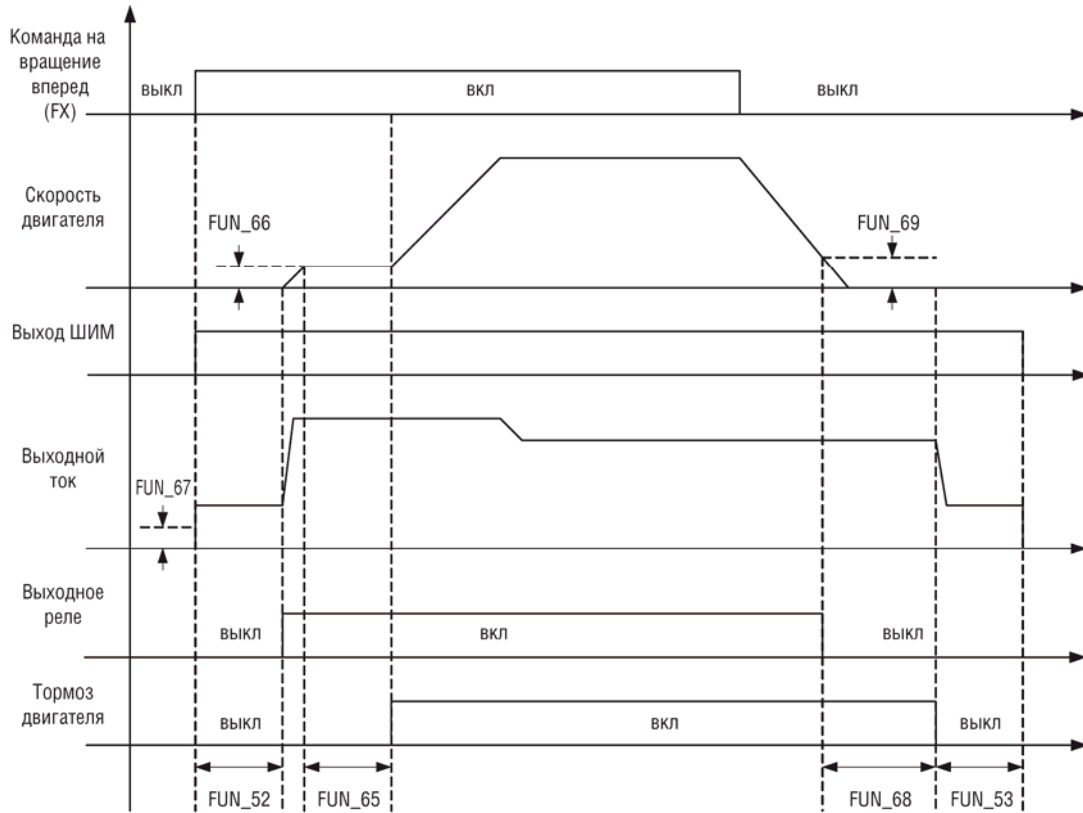 Команда на
вращение
вперед
(FX)
выкл
вкл
выкл
Скорость
двигателя
FUN_66
FUN_69
Выход ШИМ
Выходной
ток
FUN_67
Выходное
реле
выкл
вкл
выкл
Тормоз
двигателя
выкл
вкл
выкл
FUN_52
FUN_65
FUN_68
FUN_53